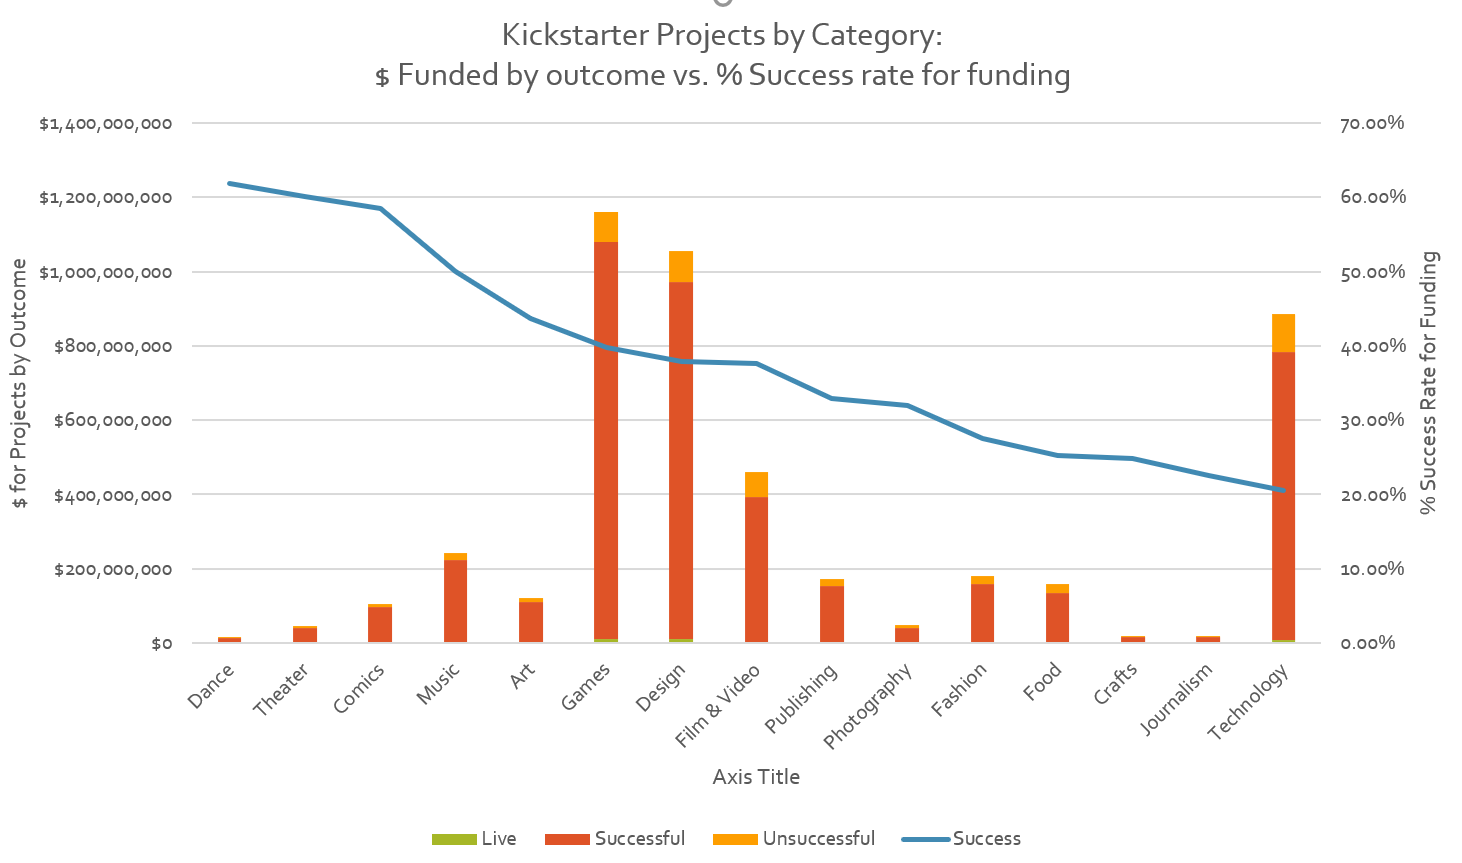 Kickstarter Projects by Category:
$ Funded by outcome vs. % Success rate for funding
$ for Projects by Outcome
$1,400,000,000
$1,200,000,000
$1,000,000,000
$800,000,000
$600,000,000
$400,000,000
$200,000,000
$0
70.00%
60.00%
50.00%
40.00%
30.00%
20.00%
10.00%
0.00%
% Success Rate for Funding
Dance
Theater
Comics
Music
Art
Games
Design
Film & Video
Publishing
Photography
Fashion
Food
Crafts
Journalism
Technology
Axis Title
Live
Successful
Unsuccessful
Success